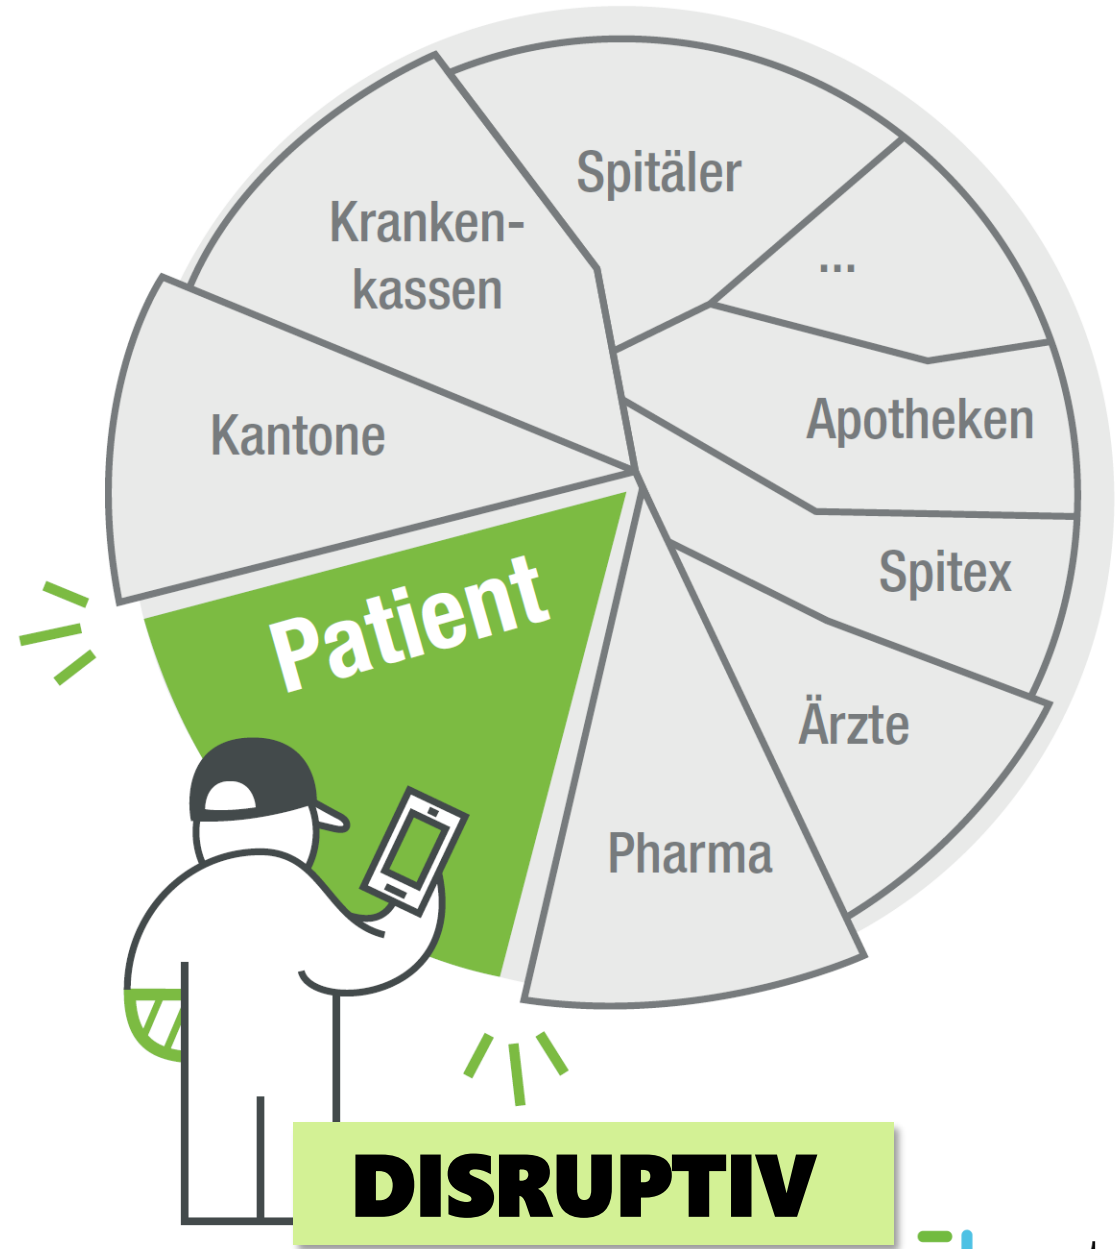 Spitäler
Kranken-
kassen
...
Kantone
Apotheken
Spitex
Patient
Ärzte
Pharma
DISRUPTIV